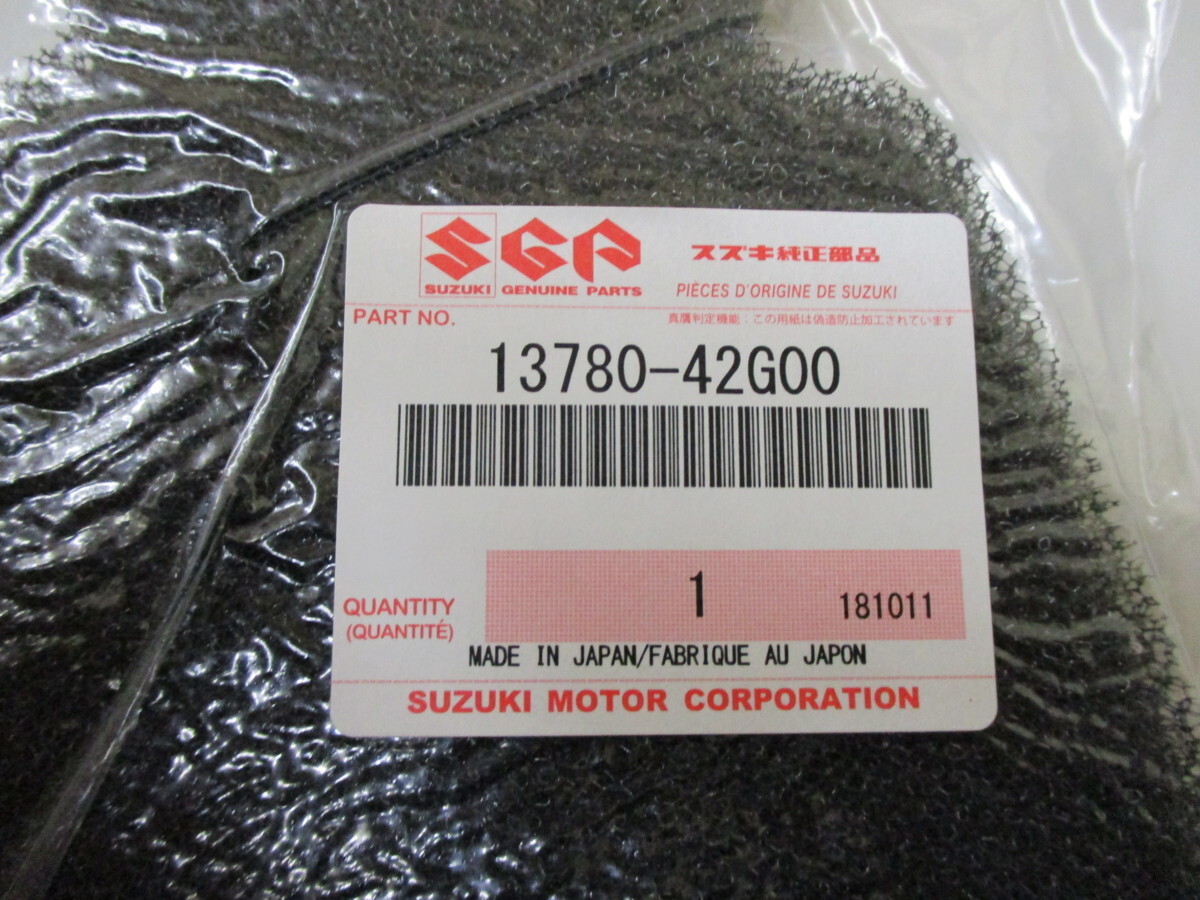 SGP スズキ純正部品
SUZUKI GENUINE PARTS PIÈCES D'ORIGINE DE SUZUKI
PART NO. 真贋判定機能：この用紙は偽造防止加工されています
13780-42G00
1
181011
QUANTITY
(QUANTITÉ)
MADE IN JAPAN/FABRIQUE AU JAPON
SUZUKI MOTOR CORPORATION